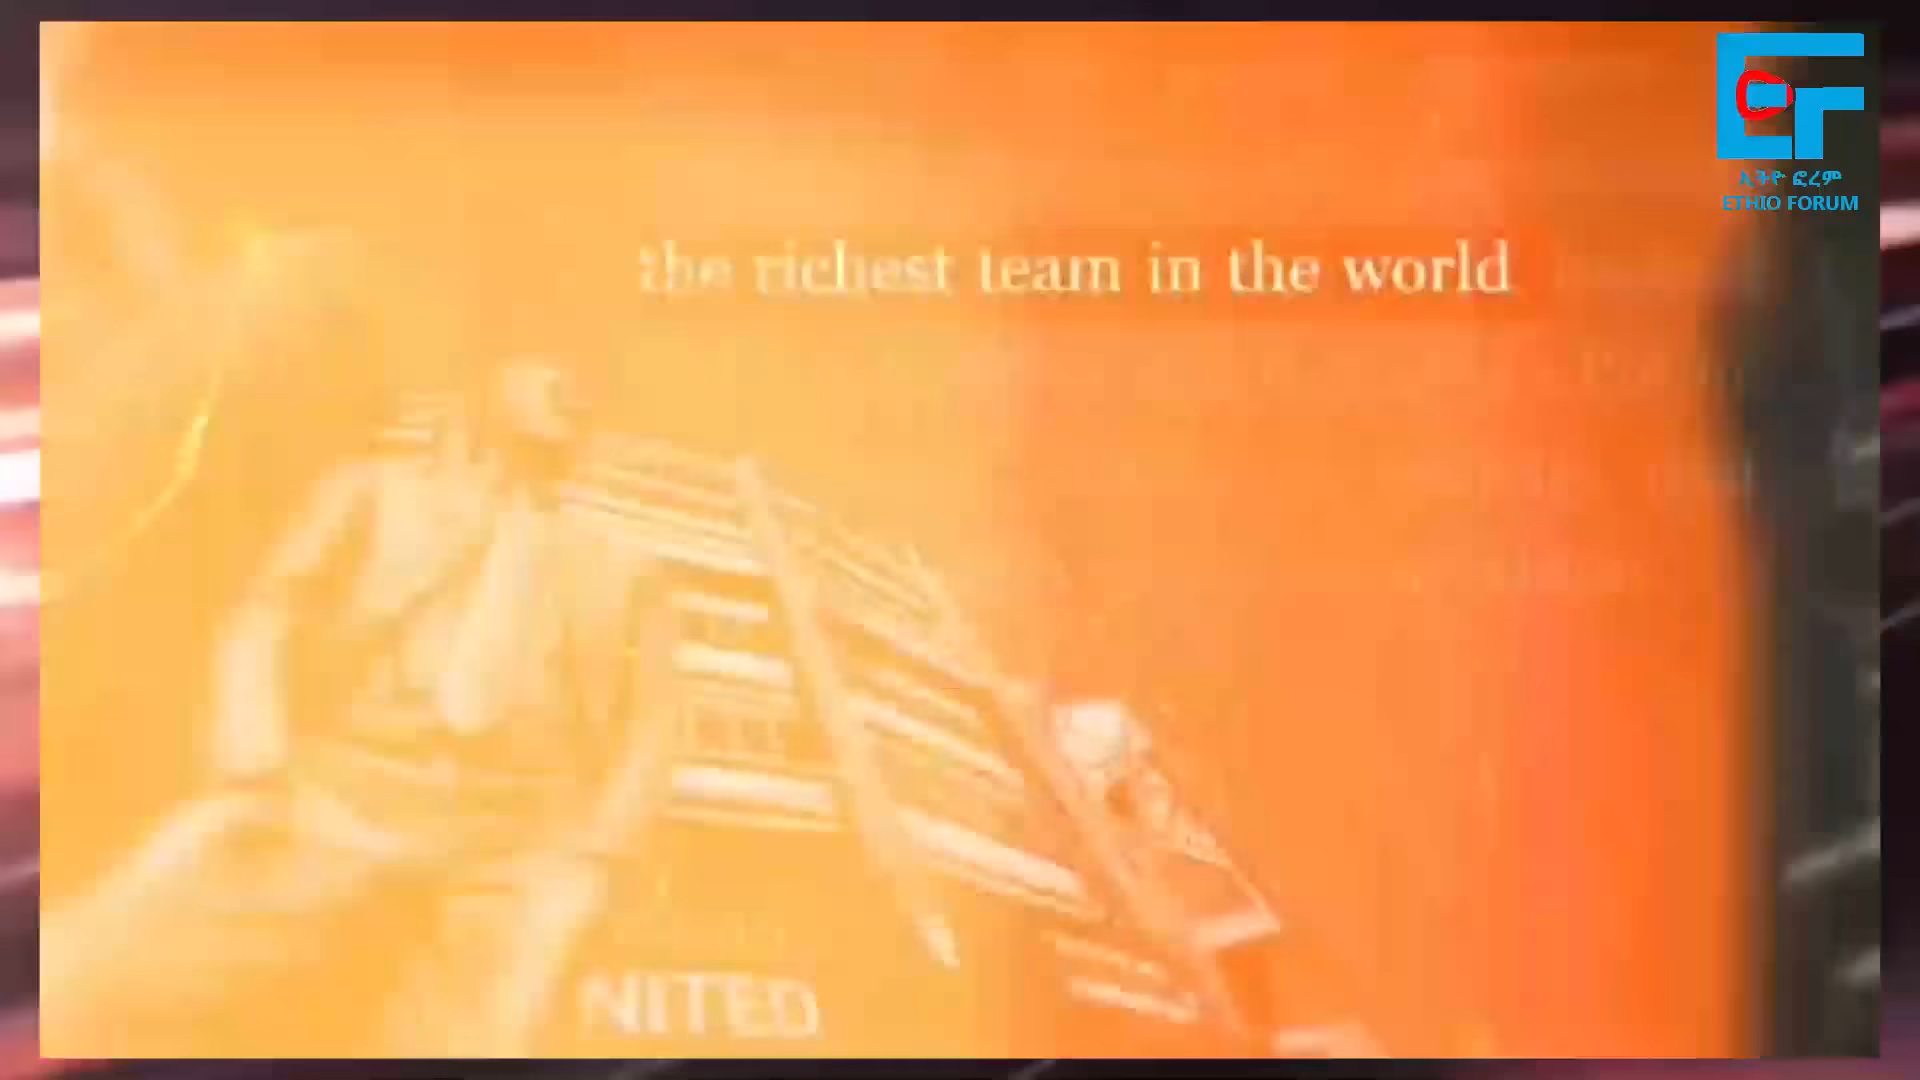 ኢትዮ ፎረም
ETHIO FORUM
the richest team in the world
NITED